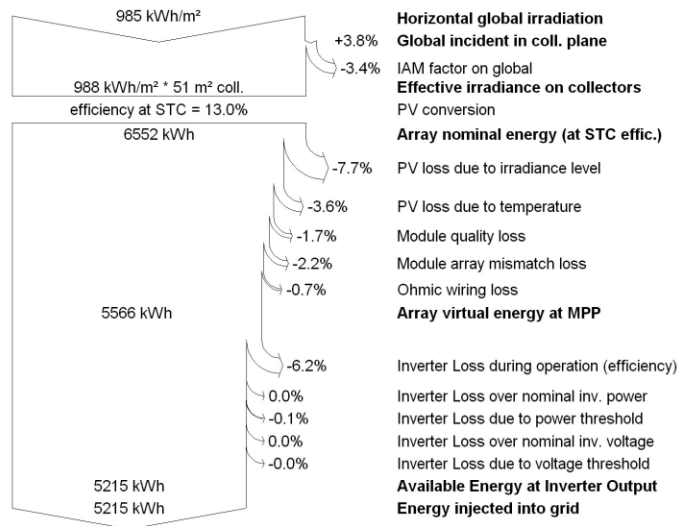 985 kWh/m² Horizontal global irradiation
+3.8% Global incident in coll. plane
-3.4% IAM factor on global
988 kWh/m² * 51 m² coll. Effective irradiance on collectors
efficiency at STC = 13.0% PV conversion
6552 kWh Array nominal energy (at STC effic.)
-7.7% PV loss due to irradiance level
-3.6% PV loss due to temperature
-1.7% Module quality loss
-2.2% Module array mismatch loss
-0.7% Ohmic wiring loss
5566 kWh Array virtual energy at MPP
-6.2% Inverter Loss during operation (efficiency)
0.0% Inverter Loss over nominal inv. power
-0.1% Inverter Loss due to power threshold
0.0% Inverter Loss over nominal inv. voltage
-0.0% Inverter Loss due to voltage threshold
5215 kWh Available Energy at Inverter Output
5215 kWh Energy injected into grid